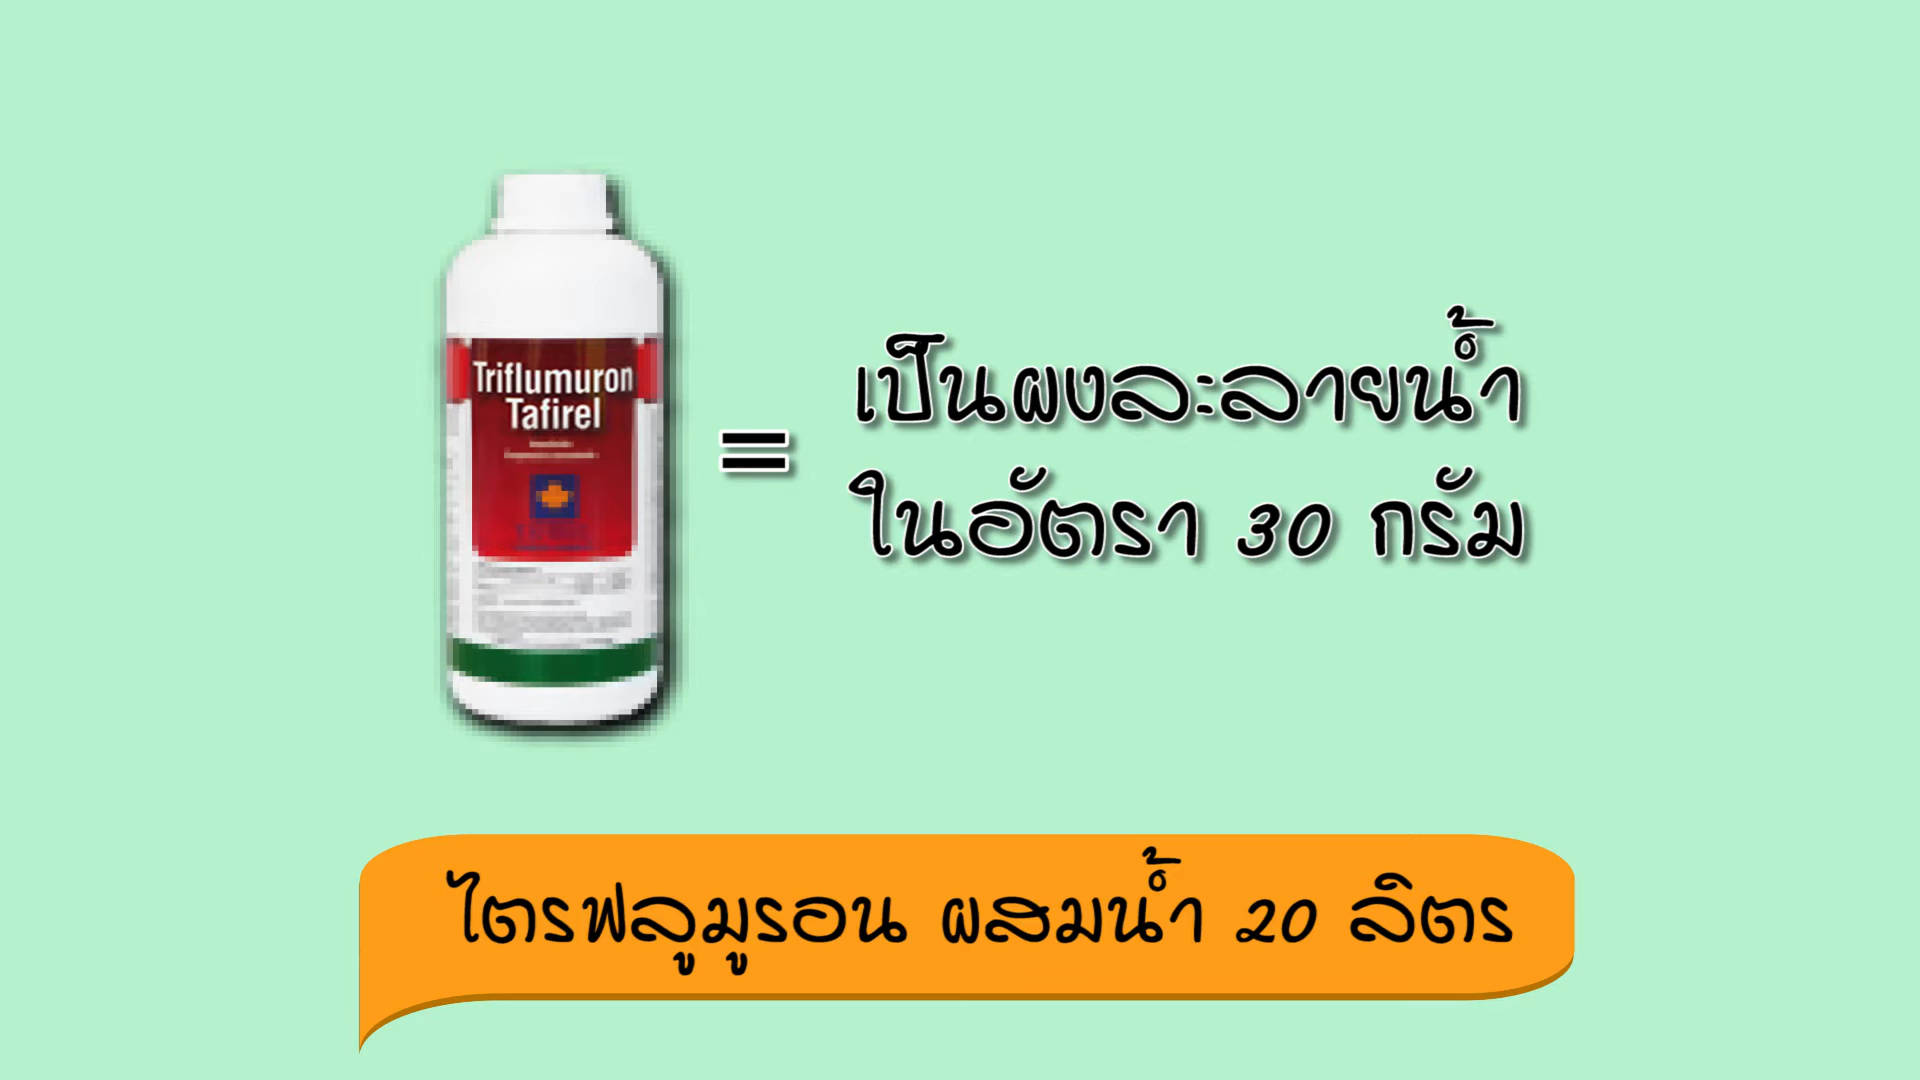 Triflumuron
Tafirel
=
เป็นผงละลายน้ำ
ในอัตรา 30 กรัม
ไตรฟลูมูรอน ผสมน้ำ 20 ลิตร